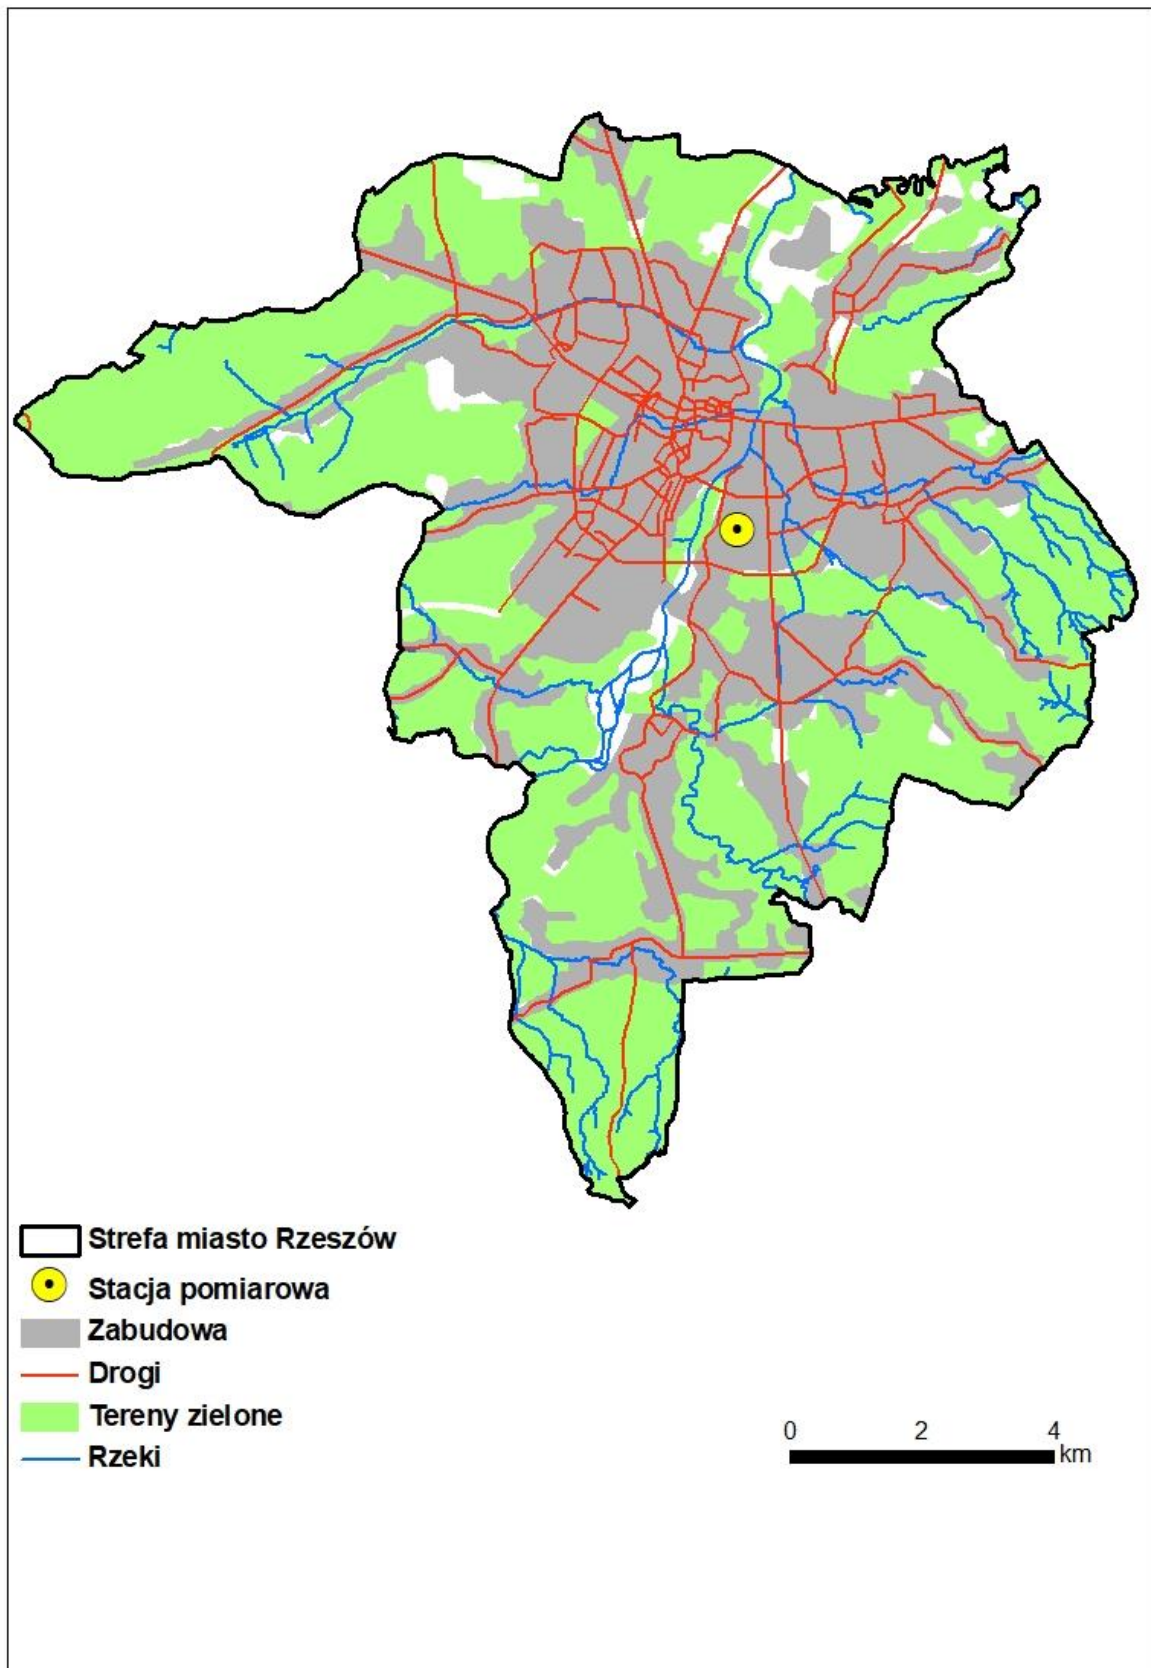 Strefa miasto Rzeszów
Stacja pomiarowa
Zabudowa
Drogi
Tereny zielone
Rzeki
0 2 4
km